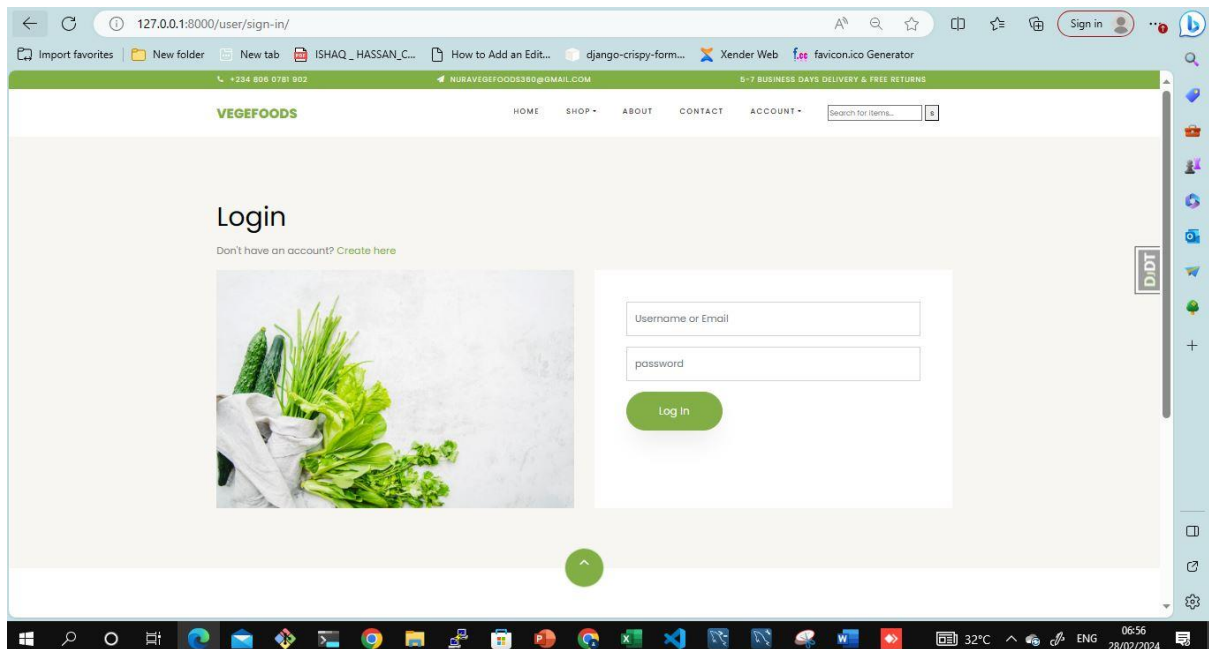 127.0.0.1:8000/user/sign-in/
Sign in
Import favorites
New folder
New tab
ISHAQ_HASSAN_C...
How to Add an Edit...
django-crispy-form...
Xender Web
favicon.ico Generator
+234 806 0781 902
NURAVEGEFOODS360@GMAIL.COM
5-7 BUSINESS DAYS DELIVERY & FREE RETURNS
VEGEFOODS
HOME
SHOP
ABOUT
CONTACT
ACCOUNT
Search for items...
s
Login
Don't have an account? Create here
DjDT
Username or Email
password
Log In
32°C
ENG
06:56
28/02/2024